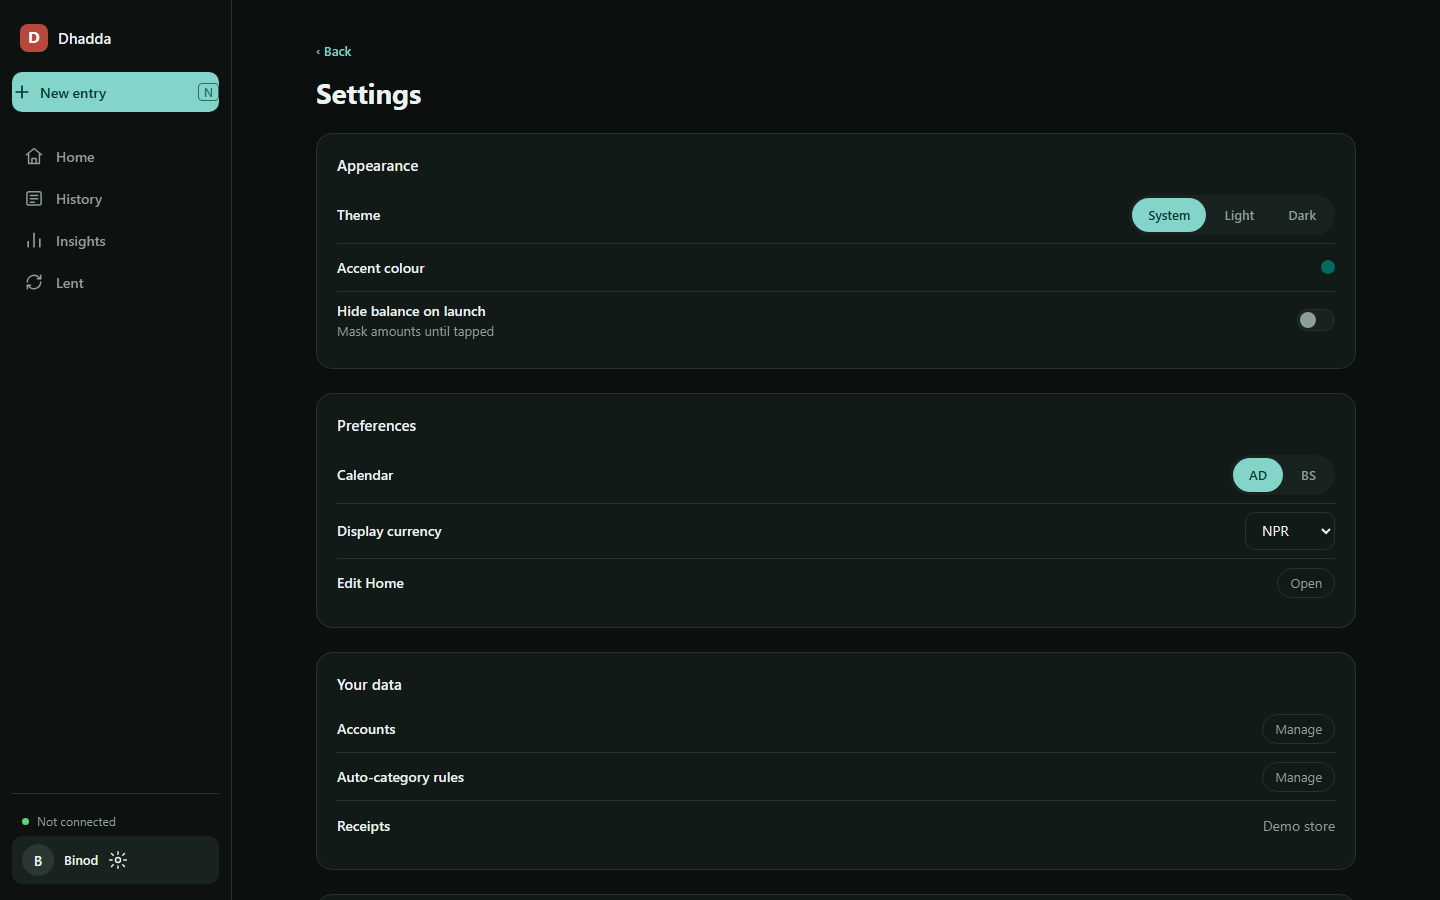 D Dhadda
New entry N
Home
History
Insights
Lent
Not connected
B Binod
‹ Back
Settings
Appearance
Theme System Light Dark
Accent colour
Hide balance on launch
Mask amounts until tapped
Preferences
Calendar AD BS
Display currency NPR
Edit Home Open
Your data
Accounts Manage
Auto-category rules Manage
Receipts Demo store